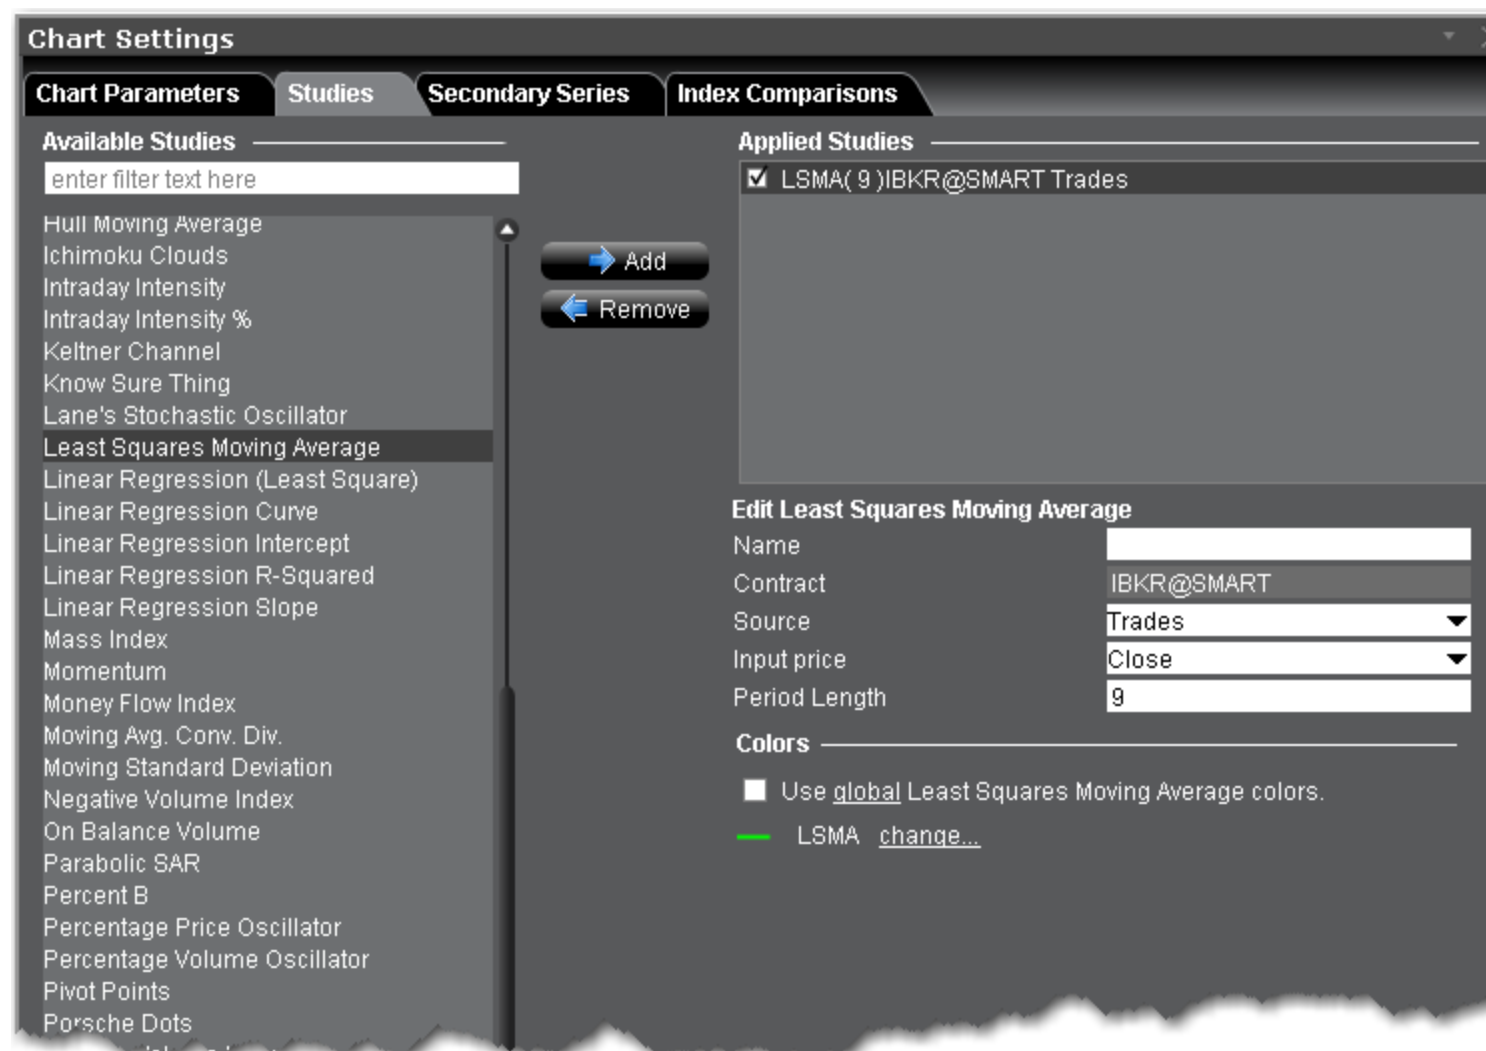 Chart Settings
Chart Parameters
Studies
Secondary Series
Index Comparisons
Available Studies
enter filter text here
Hull Moving Average
Ichimoku Clouds
Intraday Intensity
Intraday Intensity %
Keltner Channel
Know Sure Thing
Lane's Stochastic Oscillator
Least Squares Moving Average
Linear Regression (Least Square)
Linear Regression Curve
Linear Regression Intercept
Linear Regression R-Squared
Linear Regression Slope
Mass Index
Momentum
Money Flow Index
Moving Avg. Conv. Div.
Moving Standard Deviation
Negative Volume Index
On Balance Volume
Parabolic SAR
Percent B
Percentage Price Oscillator
Percentage Volume Oscillator
Pivot Points
Porsche Dots
Add
Remove
Applied Studies
LSMA( 9 )IBKR@SMART Trades
Edit Least Squares Moving Average
Name
Contract IBKR@SMART
Source Trades
Input price Close
Period Length 9
Colors
Use global Least Squares Moving Average colors.
LSMA change...